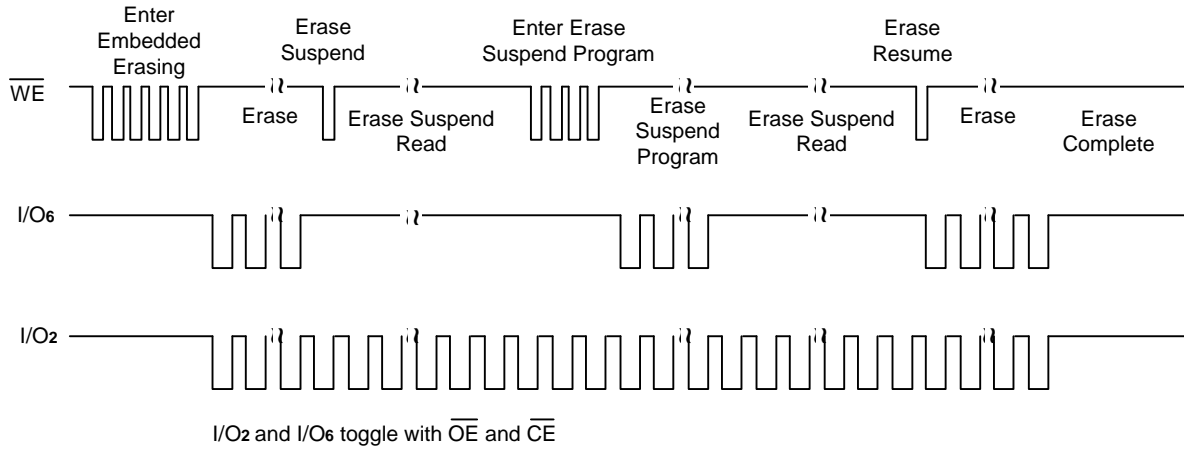 Enter
Embedded
Erasing
Erase
Suspend
Enter Erase
Suspend Program
Erase
Resume
WE
Erase
Erase Suspend
Read
Erase
Suspend
Program
Erase Suspend
Read
Erase
Erase
Complete
I/O6
I/O2
I/O2 and I/O6 toggle with OE and CE